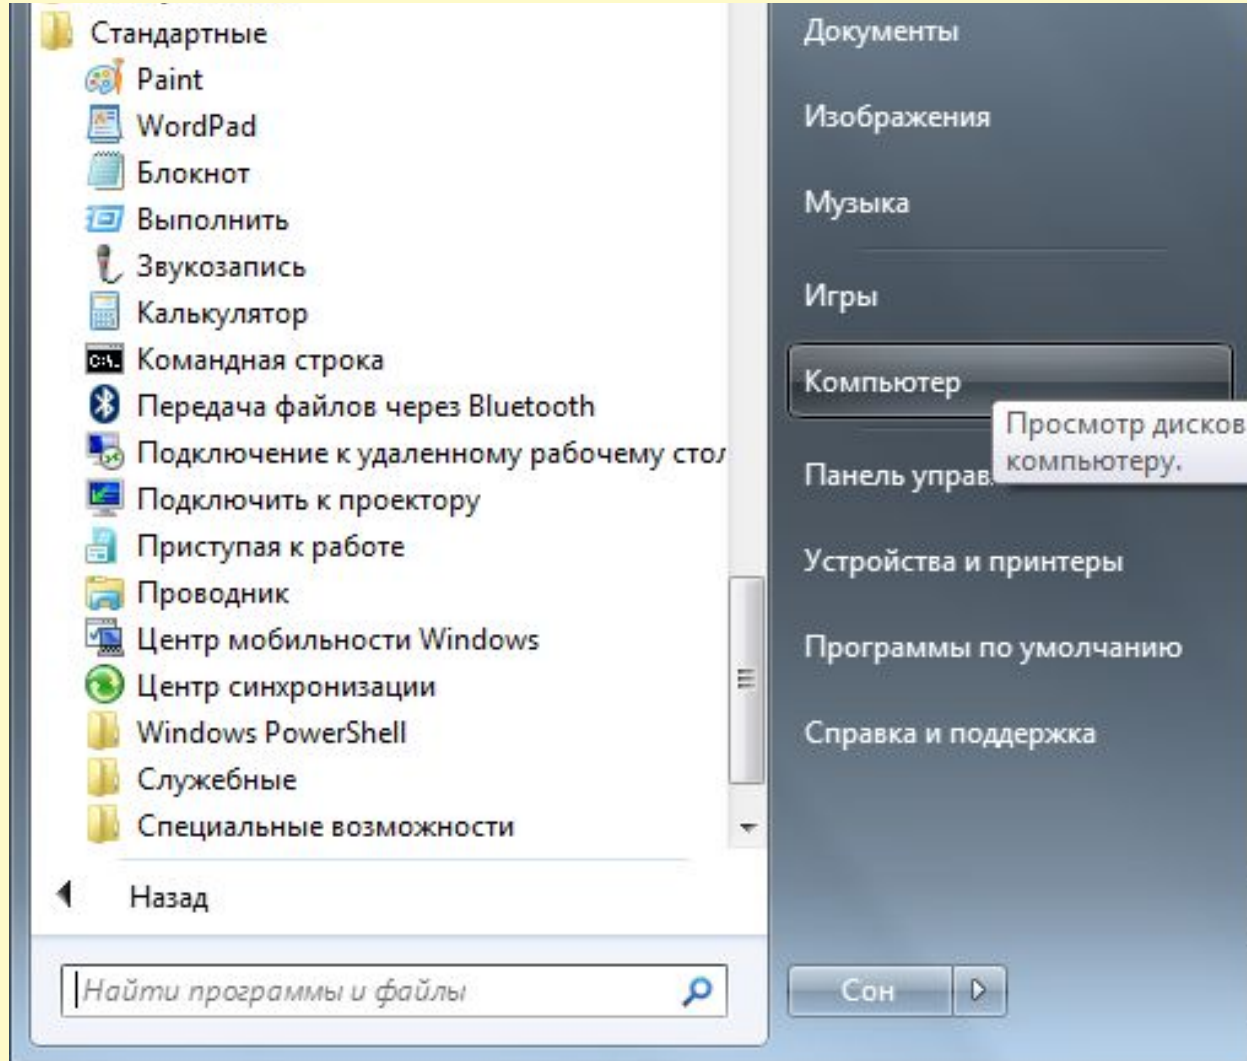 Стандартные
Paint
WordPad
Блокнот
Выполнить
Звукозапись
Калькулятор
C:\.
Командная строка
Передача файлов через Bluetooth
Подключение к удаленному рабочему
Подключить к проектору
Приступая к работе
Проводник
Центр мобильности Windows
Центр синхронизации
Windows PowerShell
Служебные
Специальные возможности
Назад
Найти программы и файлы
Документы
Изображения
Музыка
Игры
Компьютер
Просмотр дисков
компьютеру.
Панель
Устройства и принтеры
Программы по умолчанию
Справка и поддержка
Сон